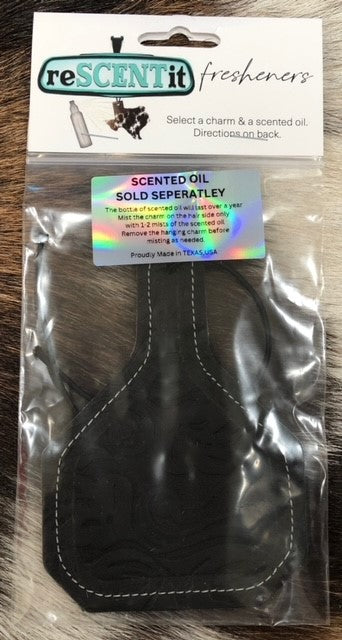 reSCENTit fresheners
Select a charm & a scented oil.
Directions on back.
SCENTED OIL
SOLD SEPERATLEY
The bottle of scented oil will last over a year
Mist the charm on the hair side only
with 1-2 mists of the scented oil.
Remove the hanging charm before
misting as needed.
Proudly Made in TEXAS, USA